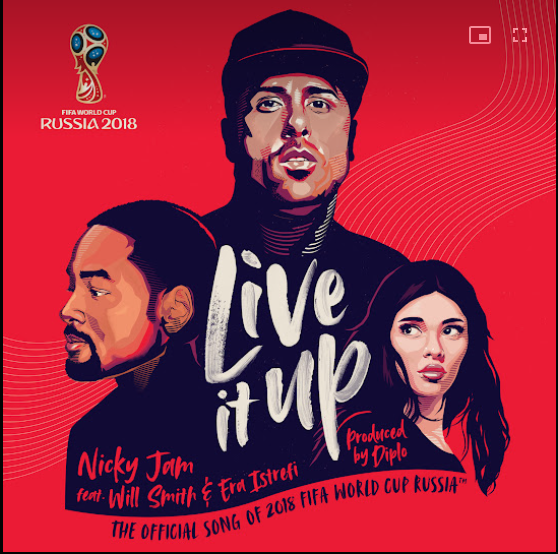 FIFA WORLD CUP
RUSSIA 2018
Live
it up
Produced
by Diplo
Nicky Jam
feat. Will Smith & Era Istrefi
THE OFFICIAL SONG OF 2018 FIFA WORLD CUP RUSSIA™